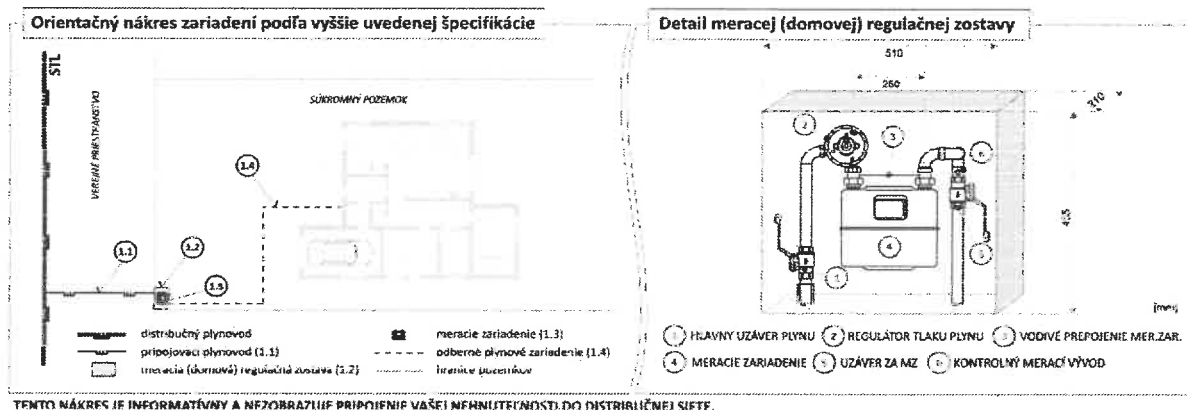 Orientačný nákres zariadení podľa vyššie uvedenej špecifikácie
STL
VEREJNÉ PRIESTRANSTVO
SÚKROMNÝ POZEMOK
1.4
1.1
1.2
1.3
distribučný plynovod
pripojovací plynovod (1.1)
meracia (domová) regulačná zostava (1.2)
meracie zariadenie (1.3)
odberné plynové zariadenie (1.4)
hranice pozemkov
Detail meracej (domovej) regulačnej zostavy
510
250
310
2
3
6
4
1
5
[mm]
1 HLAVNÝ UZÁVER PLYNU 2 REGULÁTOR TLAKU PLYNU 3 VODIVÉ PREPOJENIE MER.ZAR.
4 MERACIE ZARIADENIE 5 UZÁVER ZA MZ 6 KONTROLNÝ MERACÍ VÝVOD
TENTO NÁKRES JE INFORMATÍVNY A NEZOBRAZUJE PRIPOJENIE VAŠEJ NEHNUTEĽNOSTI DO DISTRIBUČNEJ SIETE.